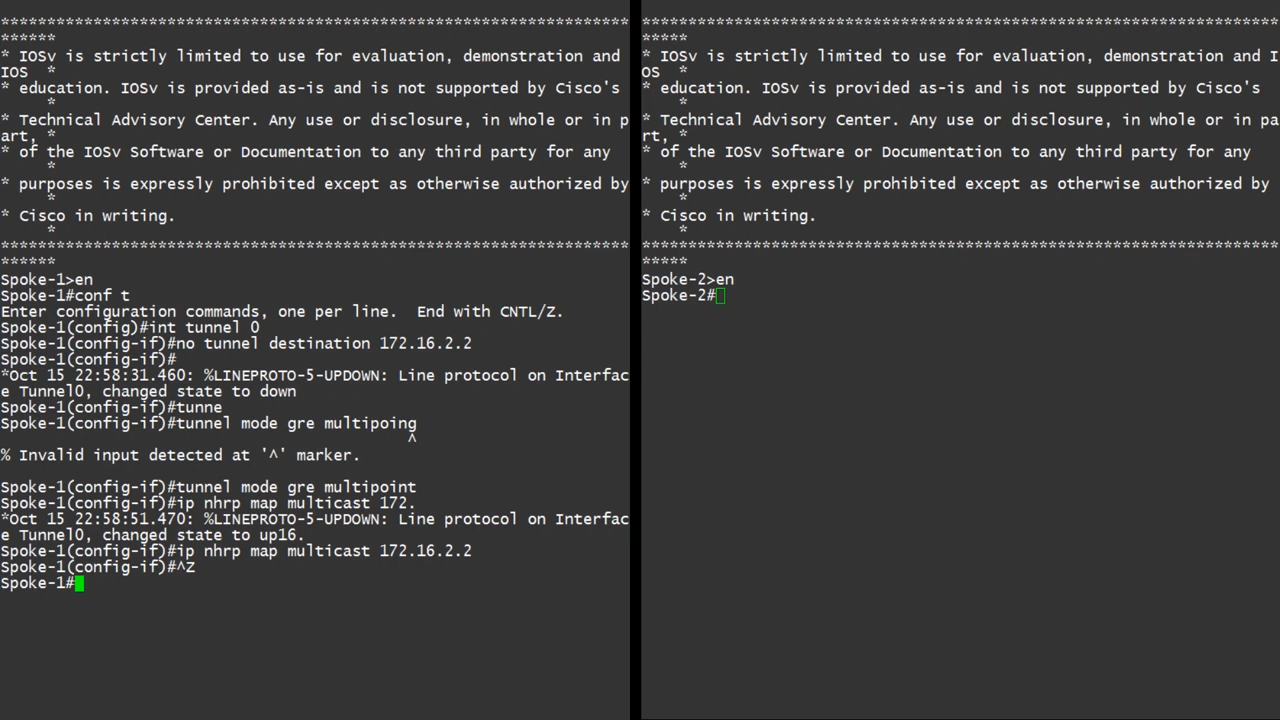 ********************************************************************
******
* IOSv is strictly limited to use for evaluation, demonstration and
IOS  *
* education. IOSv is provided as-is and is not supported by Cisco's
*
* Technical Advisory Center. Any use or disclosure, in whole or in p
art, *
* of the IOSv Software or Documentation to any third party for any
*
* purposes is expressly prohibited except as otherwise authorized by
*
* Cisco in writing.
*
********************************************************************
******
Spoke-1>en
Spoke-1#conf t
Enter configuration commands, one per line.  End with CNTL/Z.
Spoke-1(config)#int tunnel 0
Spoke-1(config-if)#no tunnel destination 172.16.2.2
Spoke-1(config-if)#
*Oct 15 22:58:31.460: %LINEPROTO-5-UPDOWN: Line protocol on Interfac
e Tunnel0, changed state to down
Spoke-1(config-if)#tunne
Spoke-1(config-if)#tunnel mode gre multipoing
^
% Invalid input detected at '^' marker.
Spoke-1(config-if)#tunnel mode gre multipoint
Spoke-1(config-if)#ip nhrp map multicast 172.
*Oct 15 22:58:51.470: %LINEPROTO-5-UPDOWN: Line protocol on Interfac
e Tunnel0, changed state to up16.
Spoke-1(config-if)#ip nhrp map multicast 172.16.2.2
Spoke-1(config-if)#^Z
Spoke-1#
*********************************************************************
*****
* IOSv is strictly limited to use for evaluation, demonstration and I
OS  *
* education. IOSv is provided as-is and is not supported by Cisco's
*
* Technical Advisory Center. Any use or disclosure, in whole or in pa
rt, *
* of the IOSv Software or Documentation to any third party for any
*
* purposes is expressly prohibited except as otherwise authorized by
*
* Cisco in writing.
*
*********************************************************************
*****
Spoke-2>en
Spoke-2#